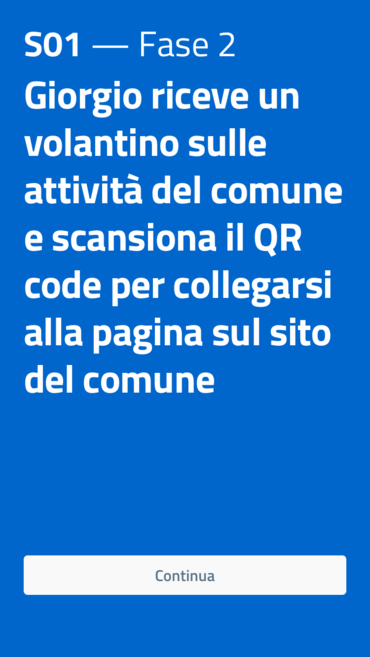 S01 — Fase 2
Giorgio riceve un
volantino sulle
attività del comune
e scansiona il QR
code per collegarsi
alla pagina sul sito
del comune
Continua